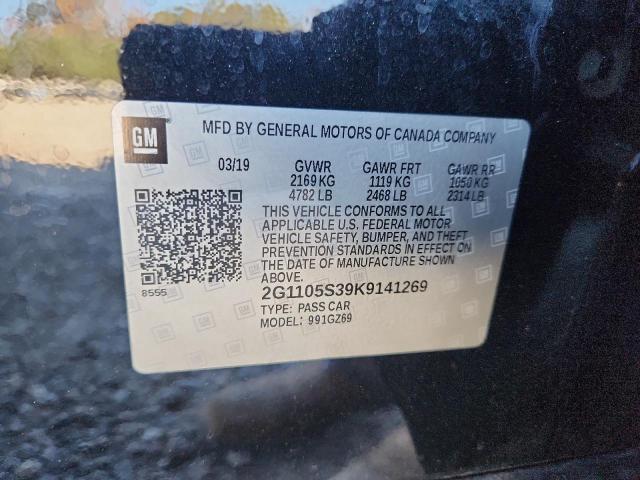 GM
MFD BY GENERAL MOTORS OF CANADA COMPANY
03/19 GVWR GAWR FRT GAWR RR
2169 KG 1119 KG 1050 KG
4782 LB 2468 LB 2314 LB
THIS VEHICLE CONFORMS TO ALL
APPLICABLE U.S. FEDERAL MOTOR
VEHICLE SAFETY, BUMPER, AND THEFT
PREVENTION STANDARDS IN EFFECT ON
THE DATE OF MANUFACTURE SHOWN
ABOVE.
8555
2G1105S39K9141269
TYPE: PASS CAR
MODEL: 991GZ69